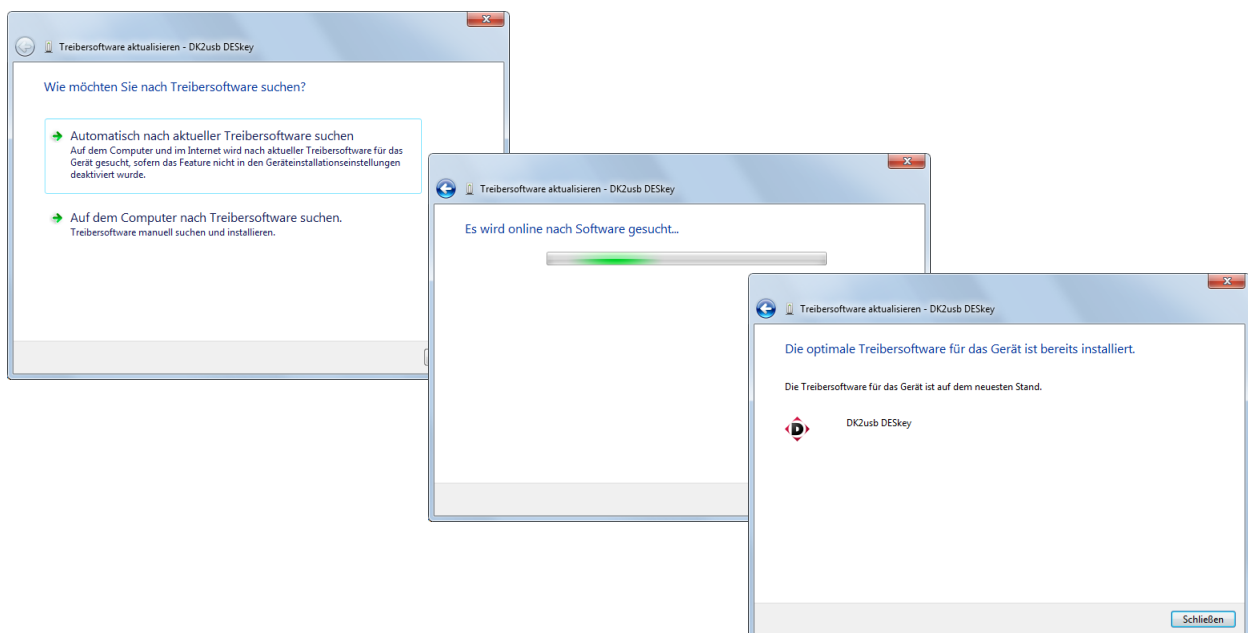 Treibersoftware aktualisieren - DK2usb DESkey
Wie möchten Sie nach Treibersoftware suchen?
Automatisch nach aktueller Treibersoftware suchen
Auf dem Computer und im Internet wird nach aktueller Treibersoftware für das
Gerät gesucht, sofern das Feature nicht in den Geräteinstallationseinstellungen
deaktiviert wurde.
Auf dem Computer nach Treibersoftware suchen.
Treibersoftware manuell suchen und installieren.
Treibersoftware aktualisieren - DK2usb DESkey
Es wird online nach Software gesucht...
Treibersoftware aktualisieren - DK2usb DESkey
Die optimale Treibersoftware für das Gerät ist bereits installiert.
Die Treibersoftware für das Gerät ist auf dem neuesten Stand.
D
DK2usb DESkey
Schließen